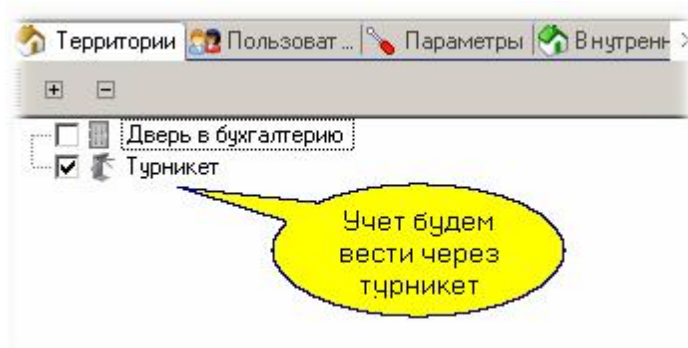 Территории Пользоват ... Параметры Внутренн
Дверь в бухгалтерию
Турникет
Учет будем
вести через
турникет